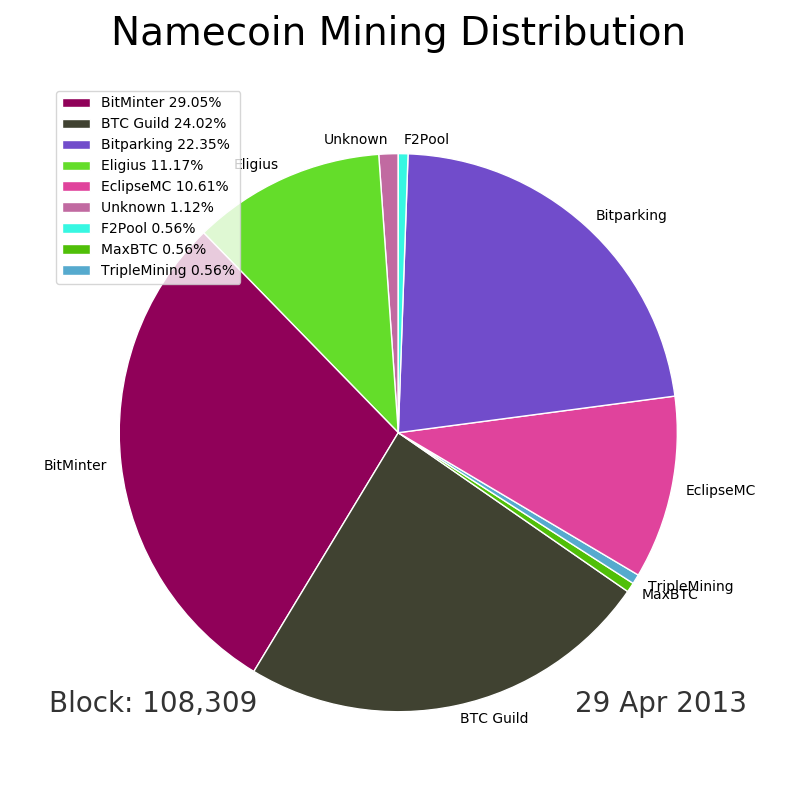 Namecoin Mining Distribution
BitMinter 29.05%
BTC Guild 24.02%
Bitparking 22.35%
Eligius 11.17%
EclipseMC 10.61%
Unknown 1.12%
F2Pool 0.56%
MaxBTC 0.56%
TripleMining 0.56%
Unknown
F2Pool
Eligius
Bitparking
BitMinter
EclipseMC
TripleMining
MaxBTC
BTC Guild
Block: 108,309
29 Apr 2013